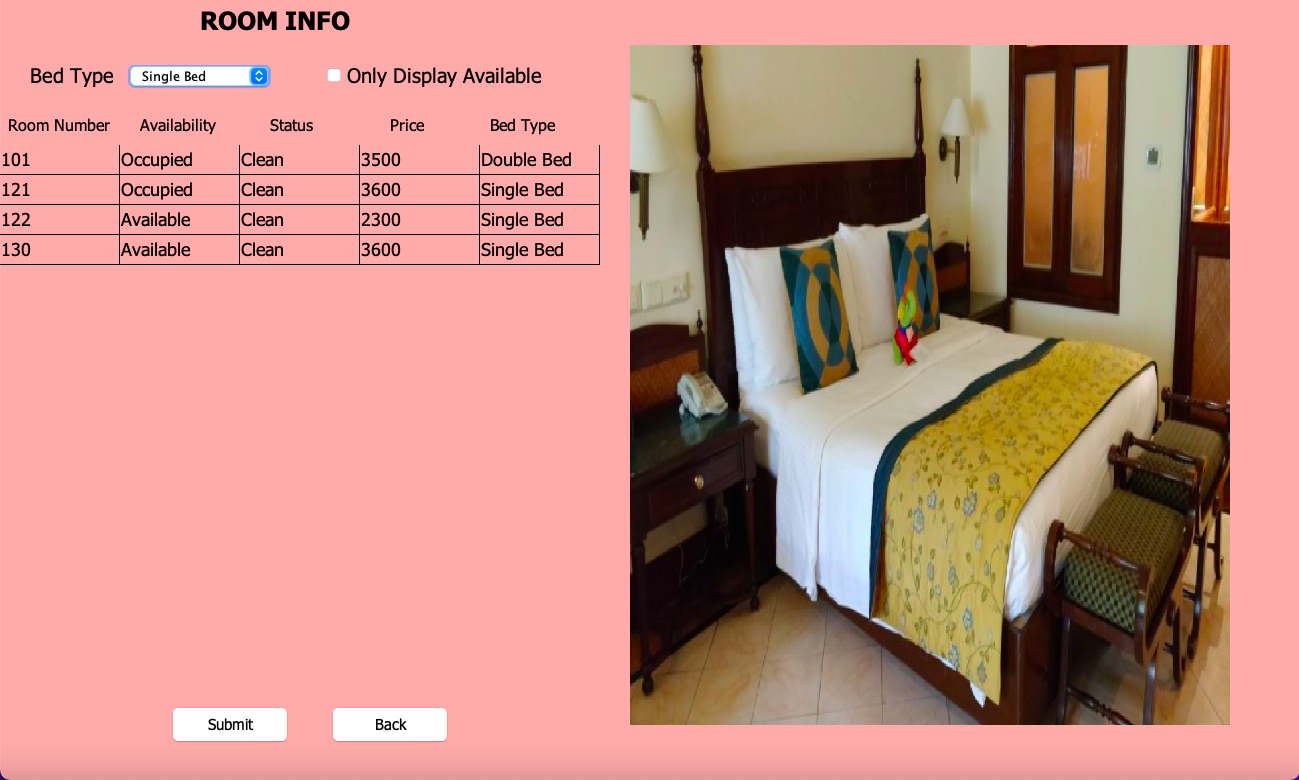 ROOM INFO
Bed Type Single Bed Only Display Available
Room Number Availability Status Price Bed Type
101 Occupied Clean 3500 Double Bed
121 Occupied Clean 3600 Single Bed
122 Available Clean 2300 Single Bed
130 Available Clean 3600 Single Bed
Submit Back